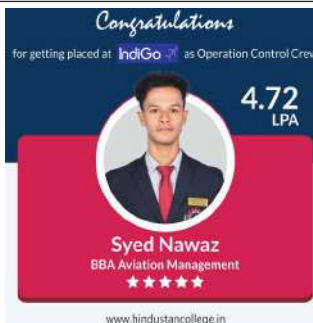 Congratulations
for getting placed at IndiGo as Operation Control Crew
4.72
LPA
Syed Nawaz
BBA Aviation Management
www.hindustancollege.in